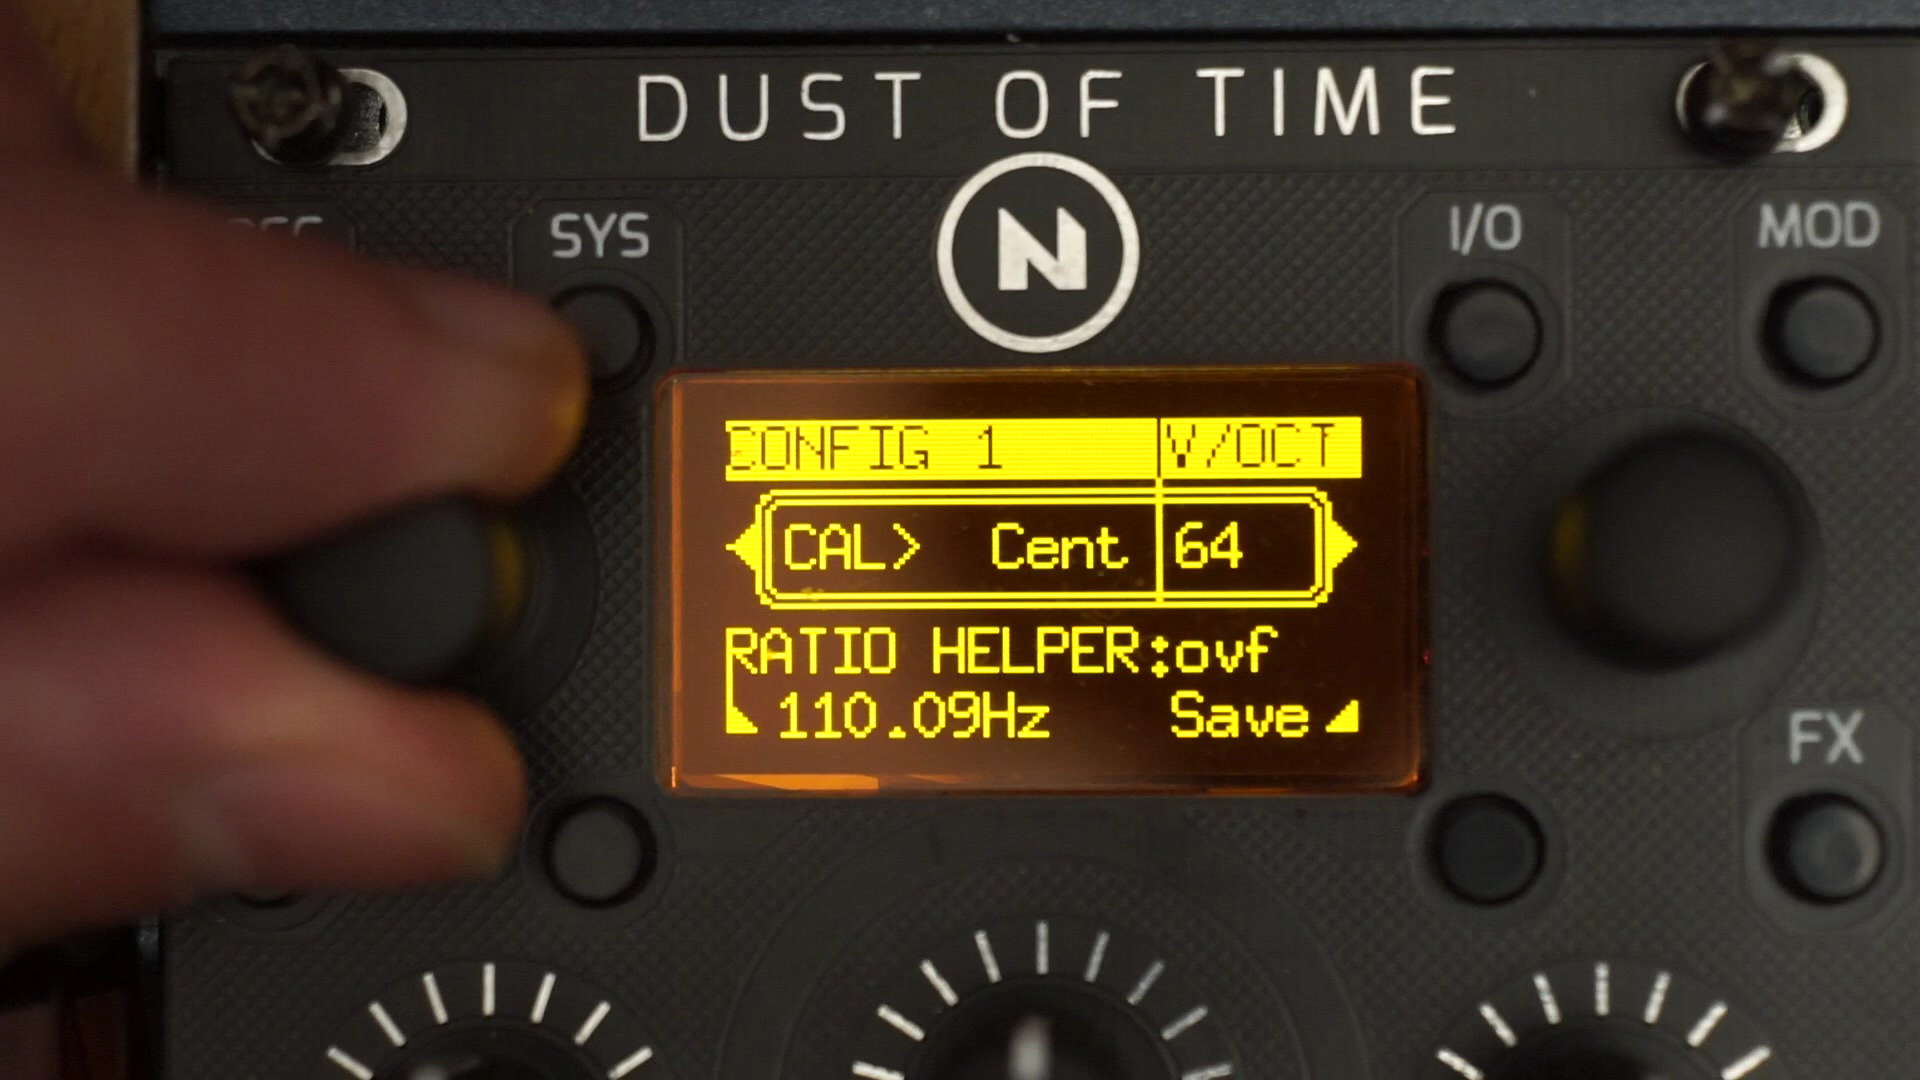 DUST OF TIME
SYS
I/O
MOD
N
CONFIG 1 V/OCT
CAL> Cent 64
RATIO HELPER:ovf
110.09Hz Save
FX